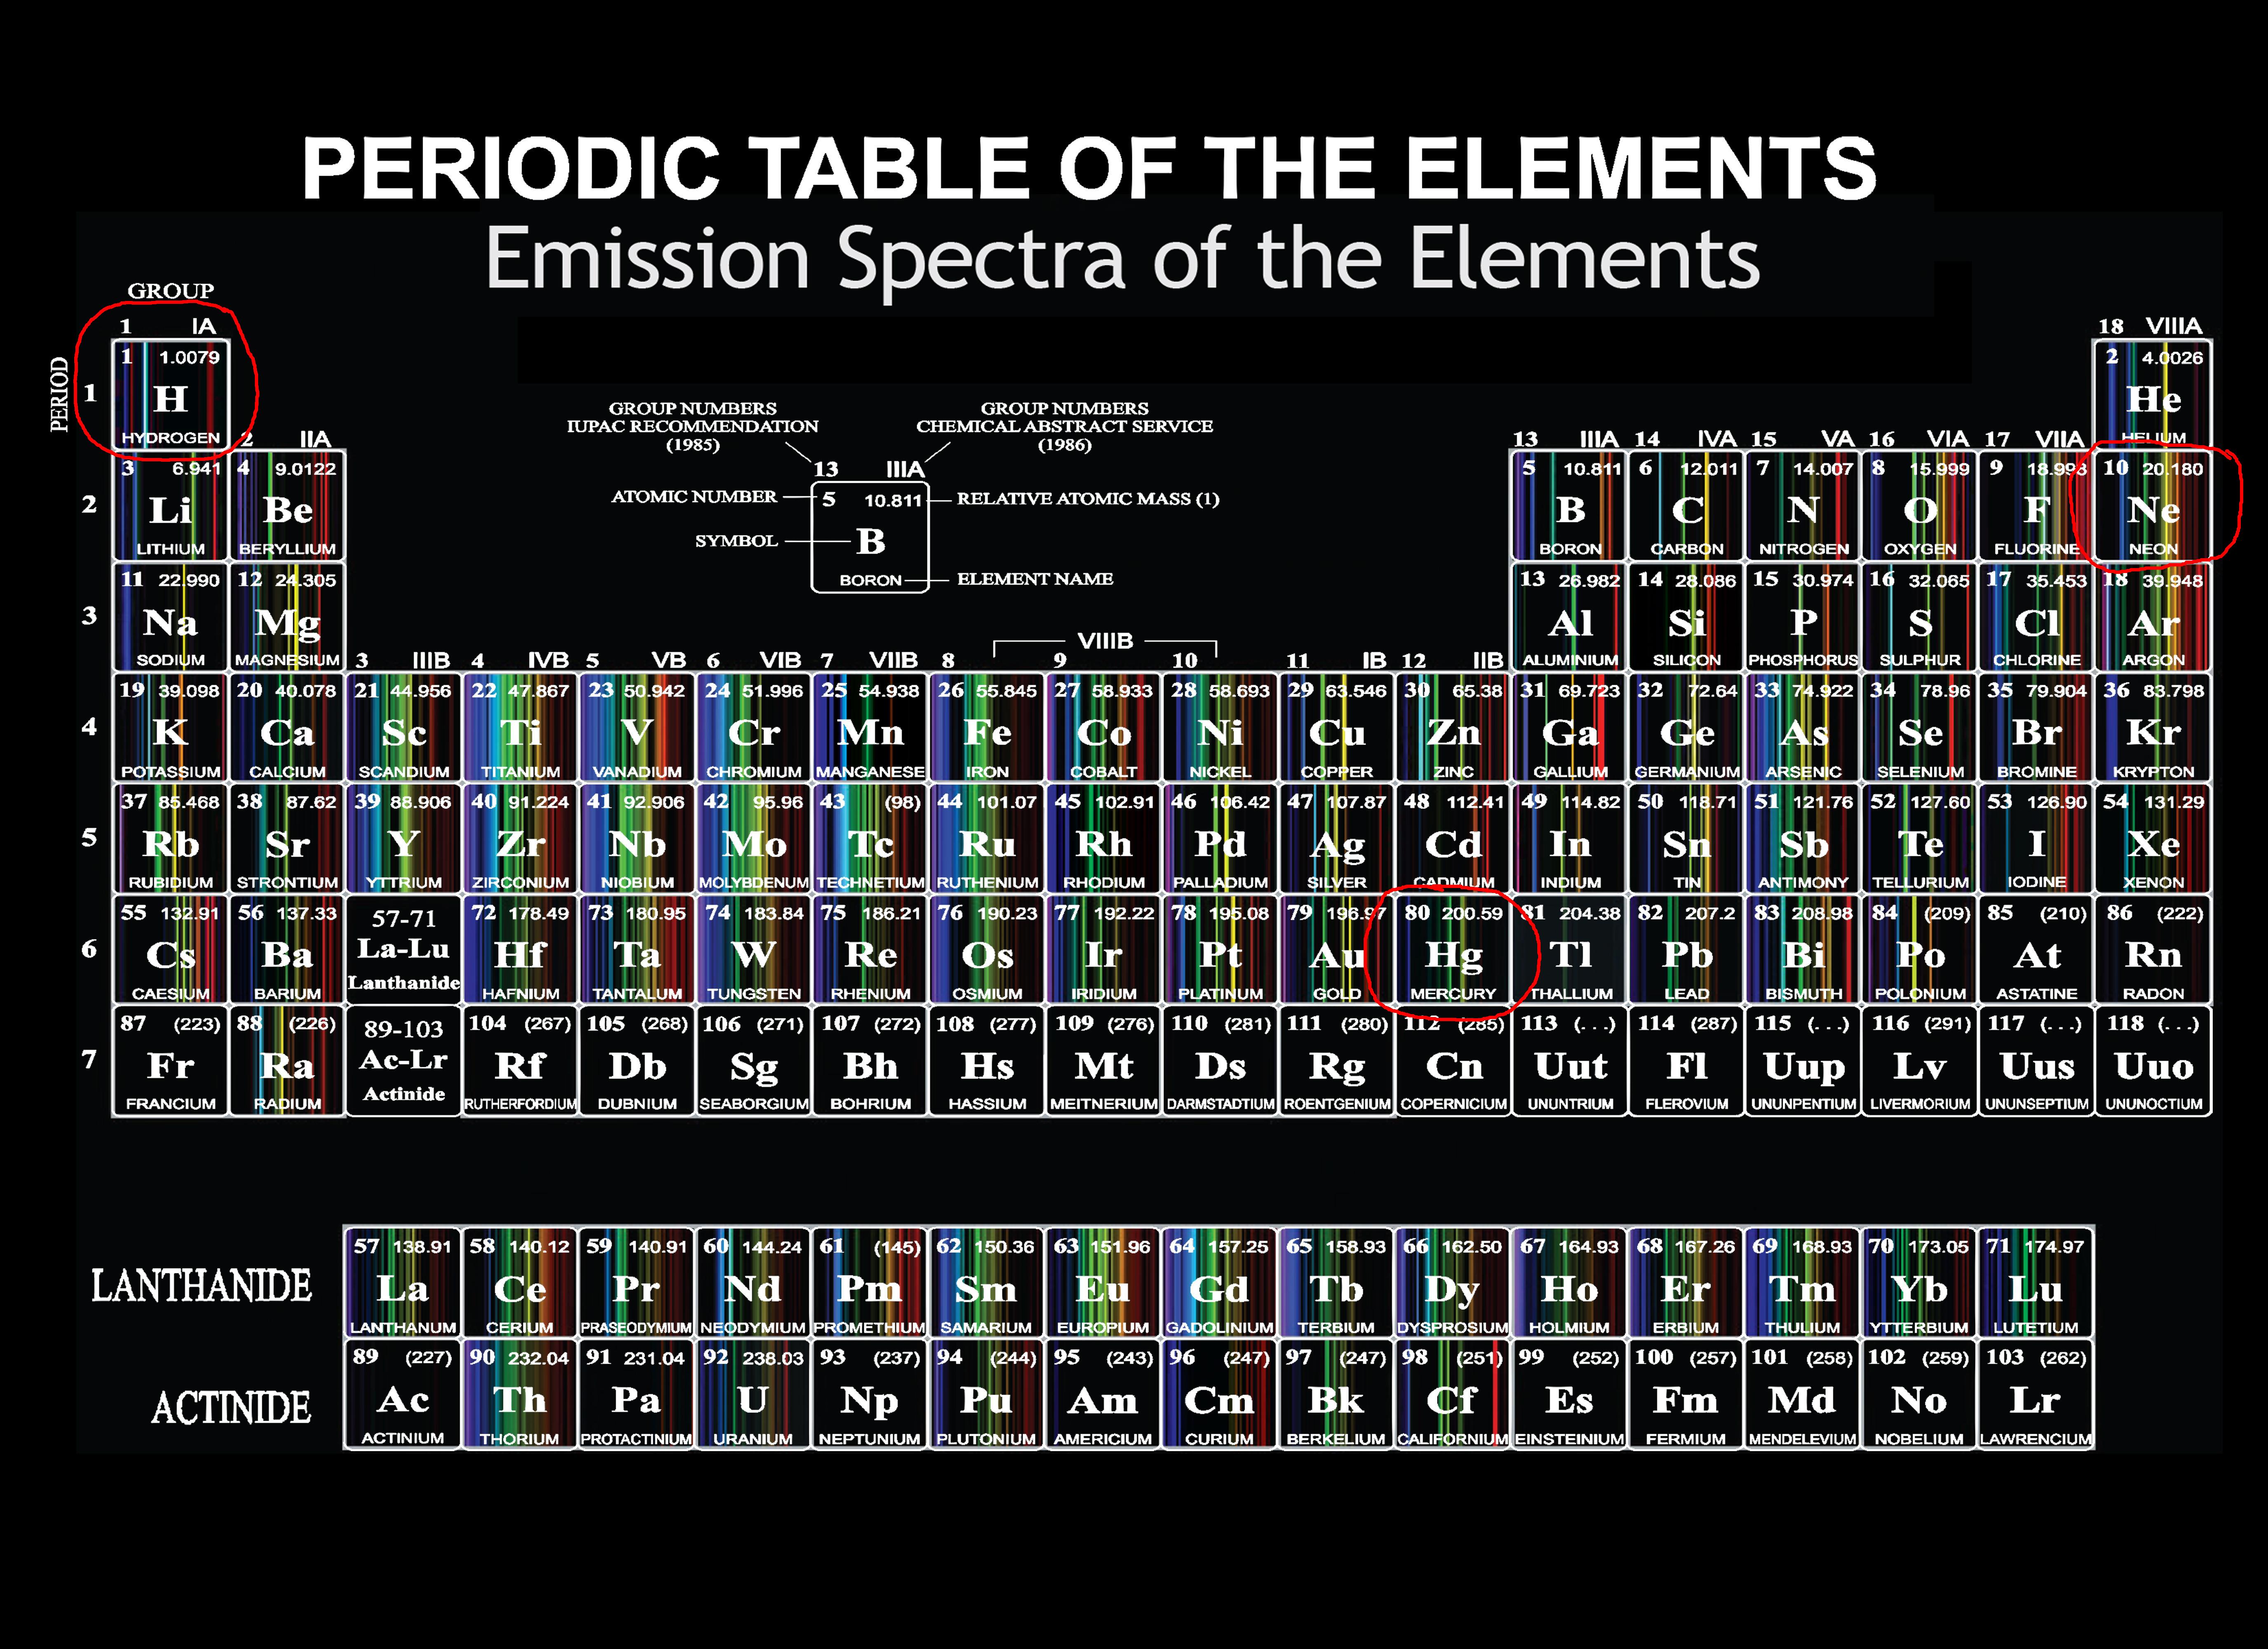 PERIODIC TABLE OF THE ELEMENTS
Emission Spectra of the Elements
GROUP
PERIOD
1 IA
18 VIIIA
1
1 1.0079
H
HYDROGEN
2 4.0026
He
HELIUM
GROUP NUMBERS
IUPAC RECOMMENDATION
(1985)
GROUP NUMBERS
CHEMICAL ABSTRACT SERVICE
(1986)
13 IIIA
ATOMIC NUMBER
5 10.811
RELATIVE ATOMIC MASS (1)
SYMBOL
B
BORON
ELEMENT NAME
2 IIA
13 IIIA 14 IVA 15 VA 16 VIA 17 VIIA
2
3 6.941 4 9.0122 5 10.811 6 12.011 7 14.007 8 15.999 9 18.998 10 20.180
Li Be B C N O F Ne
LITHIUM BERYLLIUM BORON CARBON NITROGEN OXYGEN FLUORINE NEON
3
11 22.990 12 24.305 13 26.982 14 28.086 15 30.974 16 32.065 17 35.453 18 39.948
Na Mg Al Si P S Cl Ar
SODIUM MAGNESIUM ALUMINIUM SILICON PHOSPHORUS SULPHUR CHLORINE ARGON
VIIIB
3 IIIB 4 IVB 5 VB 6 VIB 7 VIIB 8 9 10 11 IB 12 IIB
4
19 39.098 20 40.078 21 44.956 22 47.867 23 50.942 24 51.996 25 54.938 26 55.845 27 58.933 28 58.693 29 63.546 30 65.38 31 69.723 32 72.64 33 74.922 34 78.96 35 79.904 36 83.798
K Ca Sc Ti V Cr Mn Fe Co Ni Cu Zn Ga Ge As Se Br Kr
POTASSIUM CALCIUM SCANDIUM TITANIUM VANADIUM CHROMIUM MANGANESE IRON COBALT NICKEL COPPER ZINC GALLIUM GERMANIUM ARSENIC SELENIUM BROMINE KRYPTON
5
37 85.468 38 87.62 39 88.906 40 91.224 41 92.906 42 95.96 43 (98) 44 101.07 45 102.91 46 106.42 47 107.87 48 112.41 49 114.82 50 118.71 51 121.76 52 127.60 53 126.90 54 131.29
Rb Sr Y Zr Nb Mo Tc Ru Rh Pd Ag Cd In Sn Sb Te I Xe
RUBIDIUM STRONTIUM YTTRIUM ZIRCONIUM NIOBIUM MOLYBDENUM TECHNETIUM RUTHENIUM RHODIUM PALLADIUM SILVER CADMIUM INDIUM TIN ANTIMONY TELLURIUM IODINE XENON
6
55 132.91 56 137.33 57-71 72 178.49 73 180.95 74 183.84 75 186.21 76 190.23 77 192.22 78 195.08 79 196.97 80 200.59 81 204.38 82 207.2 83 208.98 84 (209) 85 (210) 86 (222)
Cs Ba La-Lu Hf Ta W Re Os Ir Pt Au Hg Tl Pb Bi Po At Rn
CAESIUM BARIUM Lanthanide HAFNIUM TANTALUM TUNGSTEN RHENIUM OSMIUM IRIDIUM PLATINUM GOLD MERCURY THALLIUM LEAD BISMUTH POLONIUM ASTATINE RADON
7
87 (223) 88 (226) 89-103 104 (267) 105 (268) 106 (271) 107 (272) 108 (277) 109 (276) 110 (281) 111 (280) 112 (285) 113 (...) 114 (287) 115 (...) 116 (291) 117 (...) 118 (...)
Fr Ra Ac-Lr Rf Db Sg Bh Hs Mt Ds Rg Cn Uut Fl Uup Lv Uus Uuo
FRANCIUM RADIUM Actinide RUTHERFORDIUM DUBNIUM SEABORGIUM BOHRIUM HASSIUM MEITNERIUM DARMSTADTIUM ROENTGENIUM COPERNICIUM UNUNTRIUM FLEROVIUM UNUNPENTIUM LIVERMORIUM UNUNSEPTIUM UNUNOCTIUM
LANTHANIDE
57 138.91 58 140.12 59 140.91 60 144.24 61 (145) 62 150.36 63 151.96 64 157.25 65 158.93 66 162.50 67 164.93 68 167.26 69 168.93 70 173.05 71 174.97
La Ce Pr Nd Pm Sm Eu Gd Tb Dy Ho Er Tm Yb Lu
LANTHANUM CERIUM PRASEODYMIUM NEODYMIUM PROMETHIUM SAMARIUM EUROPIUM GADOLINIUM TERBIUM DYSPROSIUM HOLMIUM ERBIUM THULIUM YTTERBIUM LUTETIUM
ACTINIDE
89 (227) 90 232.04 91 231.04 92 238.03 93 (237) 94 (244) 95 (243) 96 (247) 97 (247) 98 (251) 99 (252) 100 (257) 101 (258) 102 (259) 103 (262)
Ac Th Pa U Np Pu Am Cm Bk Cf Es Fm Md No Lr
ACTINIUM THORIUM PROTACTINIUM URANIUM NEPTUNIUM PLUTONIUM AMERICIUM CURIUM BERKELIUM CALIFORNIUM EINSTEINIUM FERMIUM MENDELEVIUM NOBELIUM LAWRENCIUM